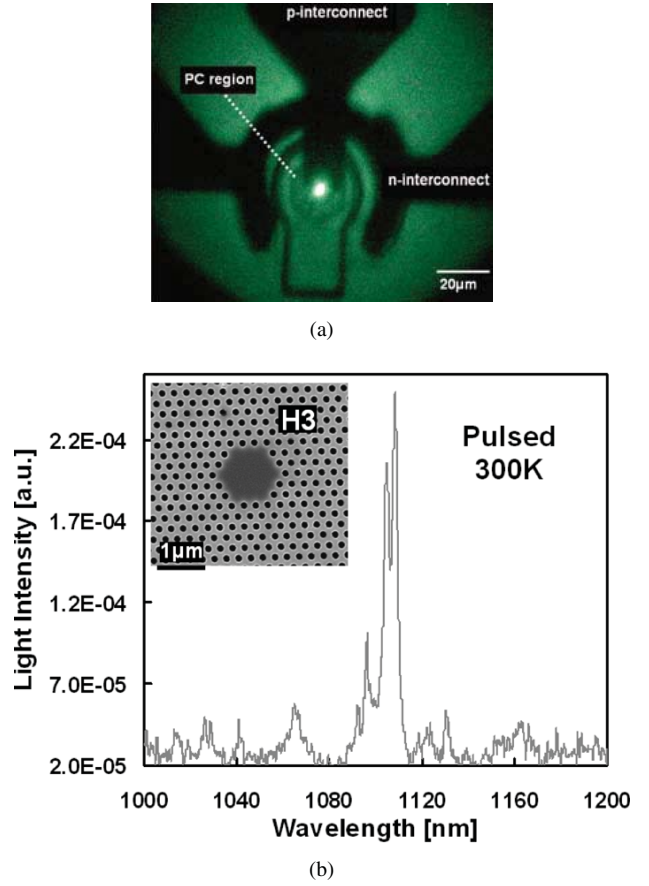 p-interconnect
PC region
n-interconnect
20μm
(a)
H3
1μm
Pulsed
300K
Light Intensity [a.u.]
2.2E-04
1.7E-04
1.2E-04
7.0E-05
2.0E-05
1000 1040 1080 1120 1160 1200
Wavelength [nm]
(b)